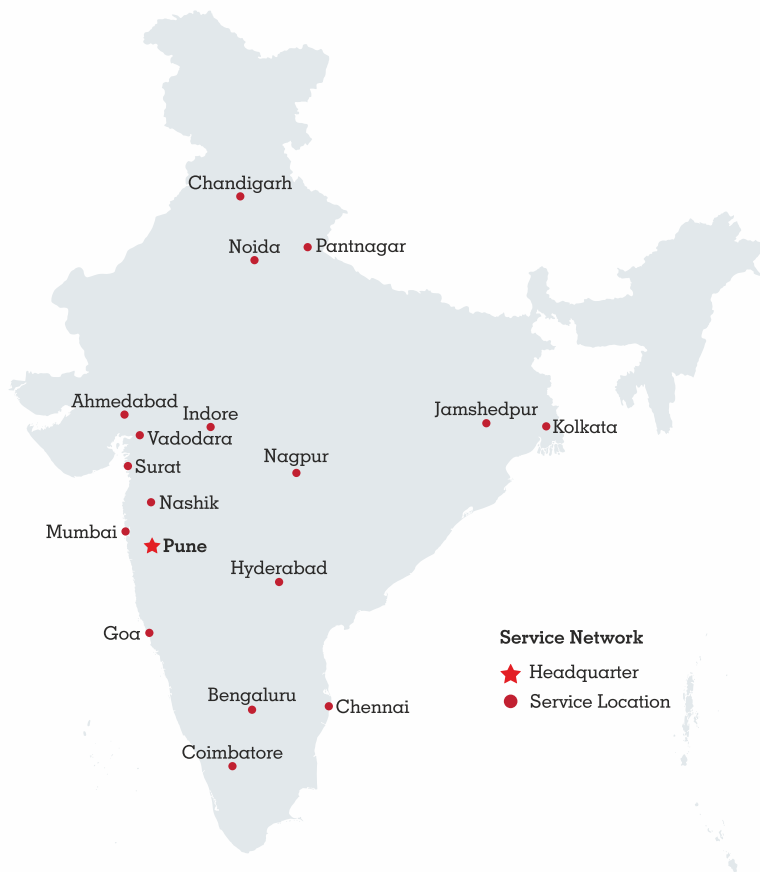 Chandigarh
Noida
Pantnagar
Ahmedabad
Indore
Jamshedpur
Kolkata
Vadodara
Nagpur
Surat
Nashik
Mumbai
Pune
Hyderabad
Goa
Service Network
Headquarter
Service Location
Bengaluru
Chennai
Coimbatore